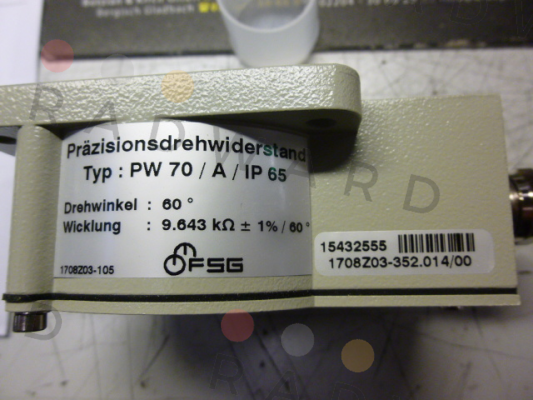 Präzisionsdrehwiderstand
Typ : PW 70 / A / IP 65
Drehwinkel : 60 °
Wicklung : 9.643 kΩ ± 1% / 60°
1708Z03-105
FSG
15432555
1708Z03-352.014/00
RADWARD